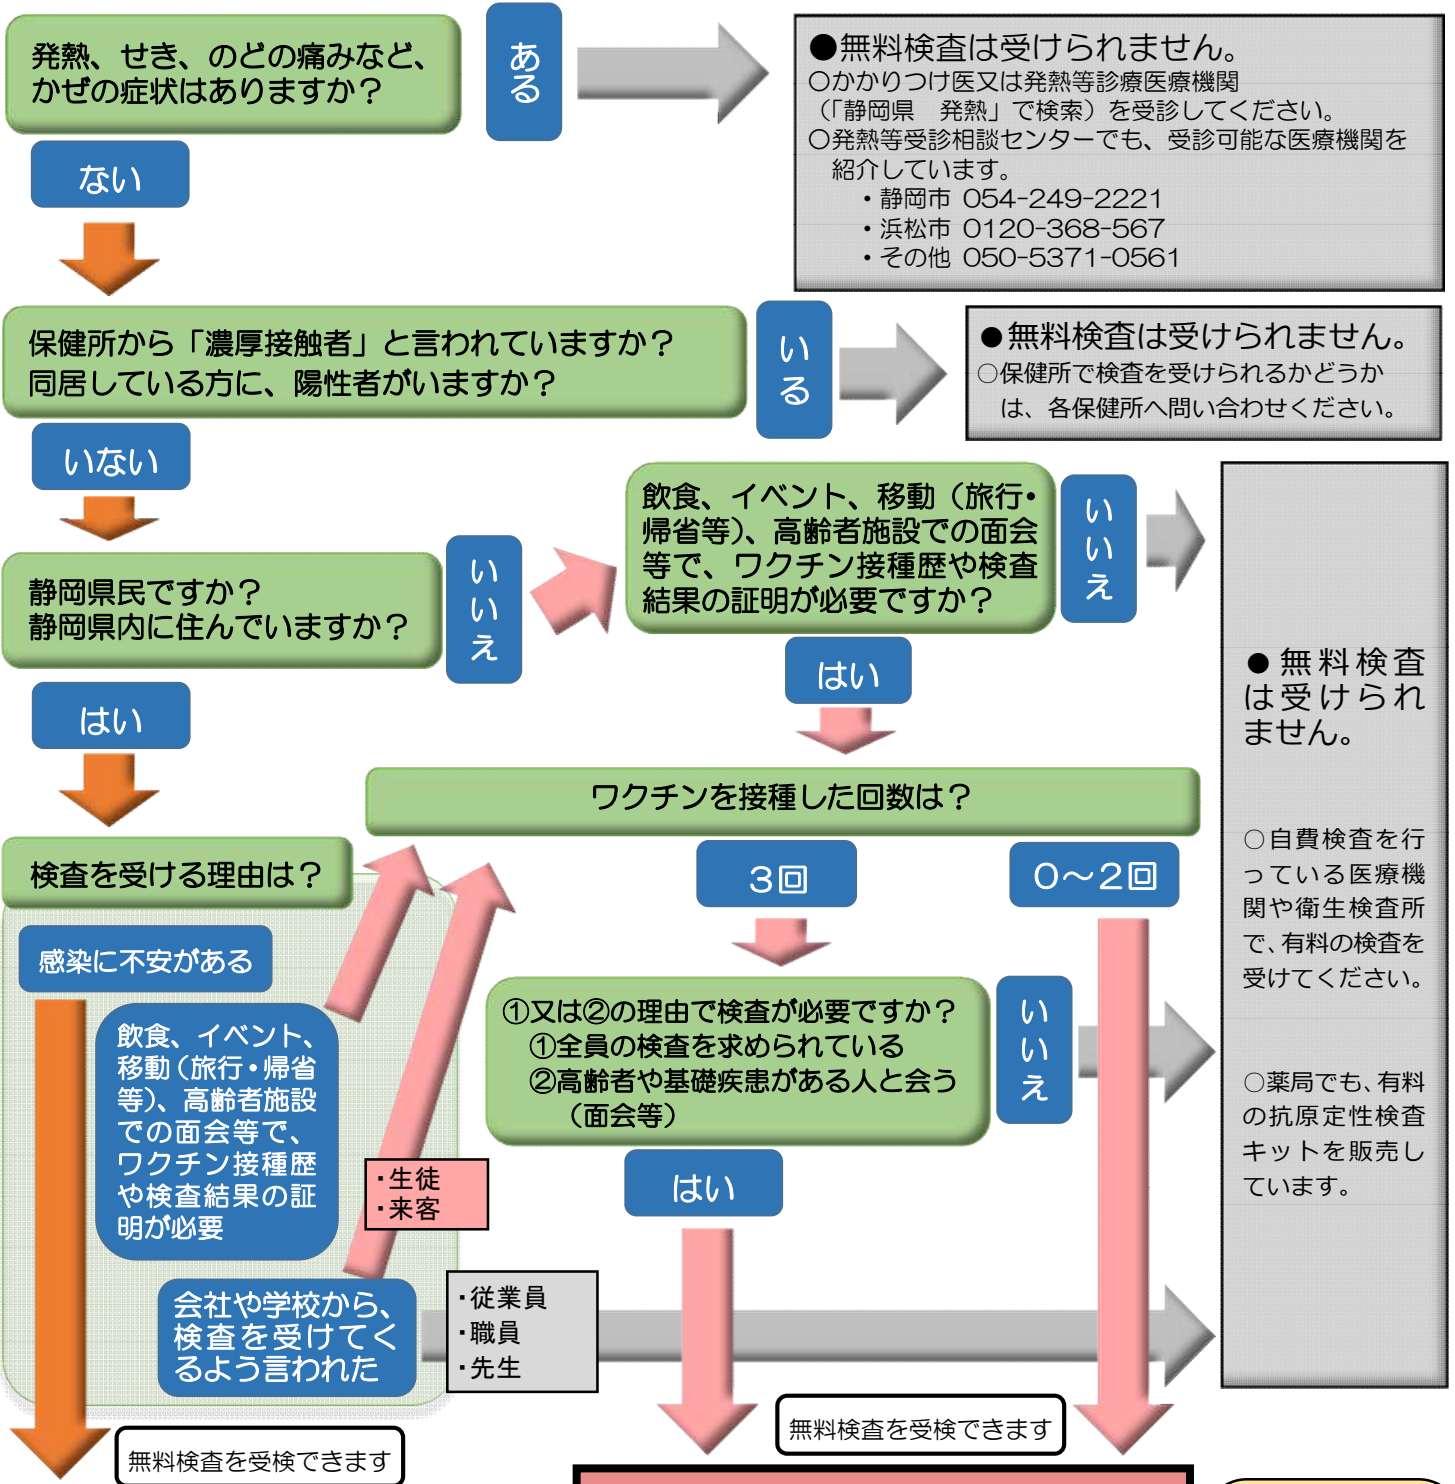 発熱、せき、のどの痛みなど、
かぜの症状はありますか？
ある
●無料検査は受けられません。
○かかりつけ医又は発熱等診療医療機関
（「静岡県　発熱」で検索）を受診してください。
○発熱等受診相談センターでも、受診可能な医療機関を
紹介しています。
・静岡市 054-249-2221
・浜松市 0120-368-567
・その他 050-5371-0561
ない
保健所から「濃厚接触者」と言われていますか？
同居している方に、陽性者がいますか？
いる
●無料検査は受けられません。
○保健所で検査を受けられるかどうか
は、各保健所へ問い合わせください。
いない
静岡県民ですか？
静岡県内に住んでいますか？
いいえ
飲食、イベント、移動（旅行・
帰省等）、高齢者施設での面会
等で、ワクチン接種歴や検査
結果の証明が必要ですか？
いいえ
はい
はい
ワクチンを接種した回数は？
3回
0～2回
検査を受ける理由は？
感染に不安がある
飲食、イベント、
移動（旅行・帰省
等）、高齢者施設
での面会等で、
ワクチン接種歴
や検査結果の証
明が必要
・生徒
・来客
会社や学校から、
検査を受けてく
るよう言われた
・従業員
・職員
・先生
①又は②の理由で検査が必要ですか？
①全員の検査を求められている
②高齢者や基礎疾患がある人と会う
（面会等）
いいえ
はい
●無料検査
は受けられ
ません。
○自費検査を行
っている医療機
関や衛生検査所
で、有料の検査を
受けてください。
○薬局でも、有料
の抗原定性検査
キットを販売し
ています。
無料検査を受検できます
無料検査を受検できます